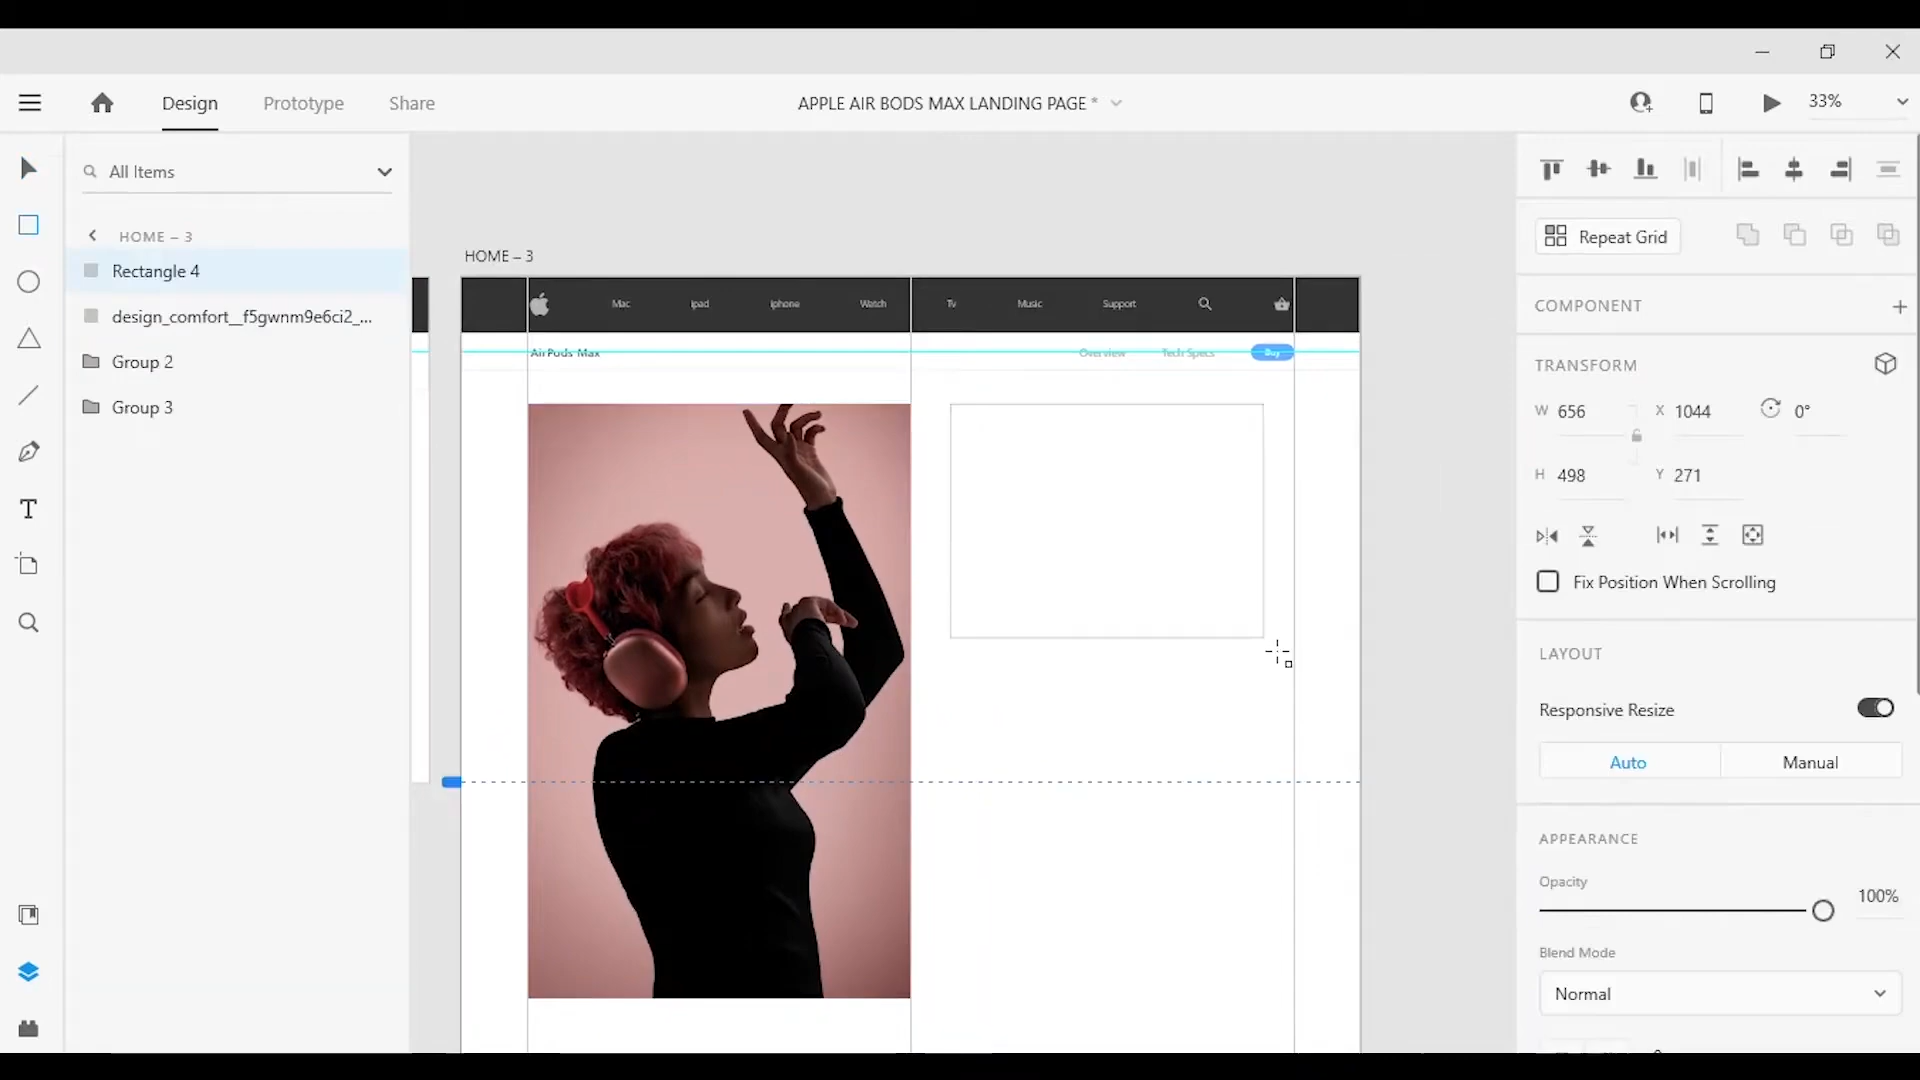 Design
Prototype
Share
APPLE AIR BODS MAX LANDING PAGE *
33%
All Items
HOME – 3
Rectangle 4
design_comfort__f5gwnm9e6ci2_...
Group 2
Group 3
HOME – 3
Mac
Ipad
Iphone
Watch
Tv
Music
Support
AirPods Max
Overview
Tech Specs
Buy
Repeat Grid
COMPONENT
TRANSFORM
W 656
X 1044
0°
H 498
Y 271
Fix Position When Scrolling
LAYOUT
Responsive Resize
Auto
Manual
APPEARANCE
Opacity
100%
Blend Mode
Normal